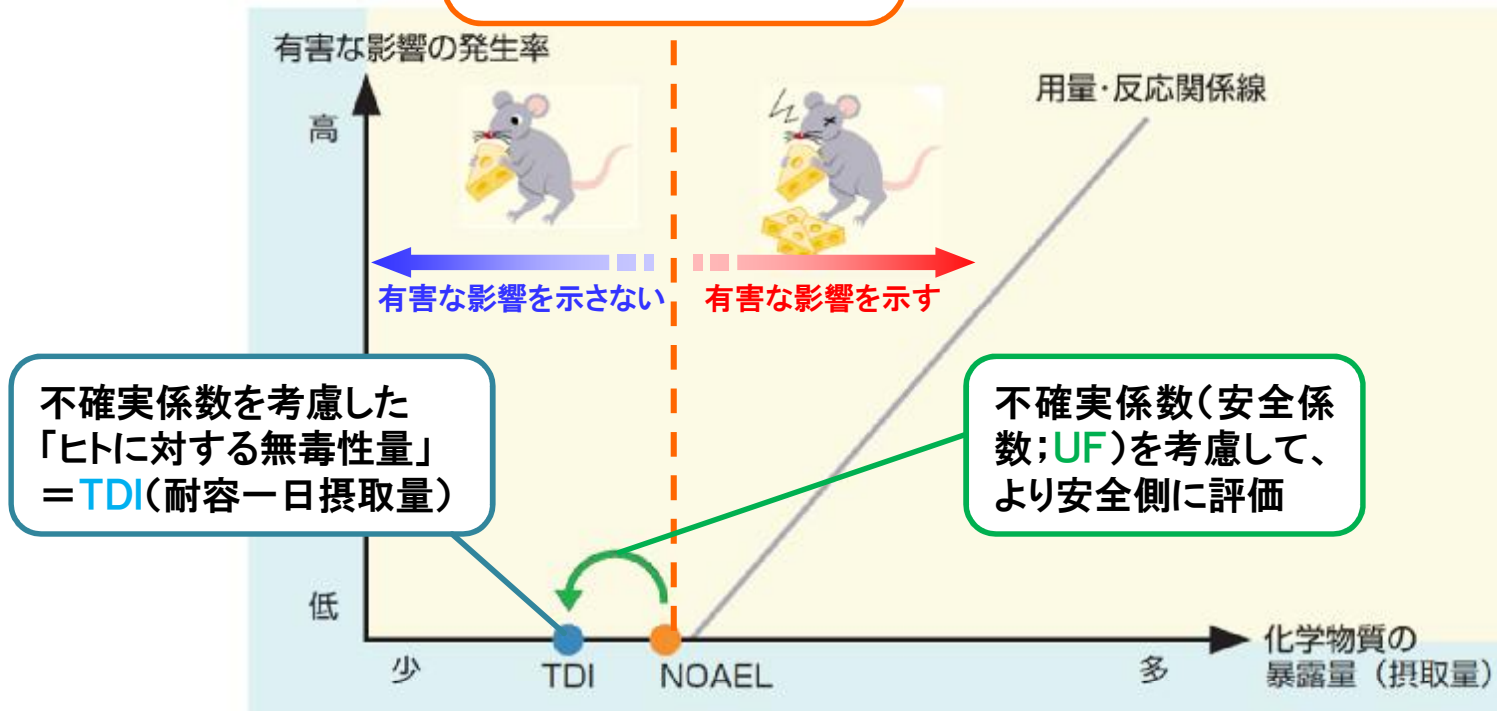 有害な影響の発生率
高
用量・反応関係線
有害な影響を示さない
有害な影響を示す
不確実係数を考慮した
「ヒトに対する無毒性量」
=TDI(耐容一日摂取量)
不確実係数(安全係
数;UF)を考慮して、
より安全側に評価
低
少
TDI
NOAEL
多
化学物質の
暴露量(摂取量)